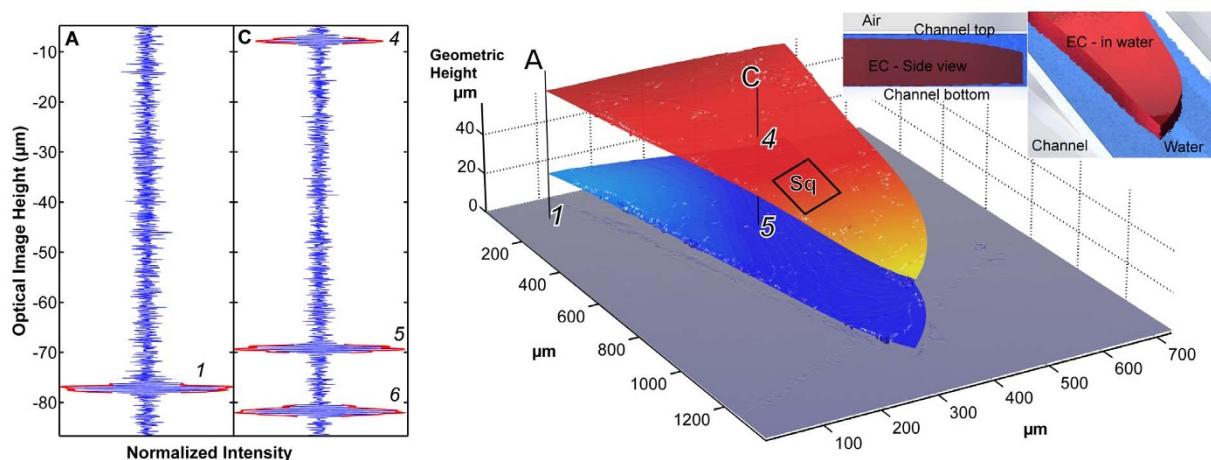 A
C
4
5
6
1
-10
-20
-30
-40
-50
-60
-70
-80
Optical Image Height (µm)
Normalized Intensity
Geometric
Height
µm
40
20
0
A
C
4
Sq
1
5
200
400
600
800
1000
1200
µm
100
200
300
400
500
600
700
µm
Air
Channel top
EC - Side view
Channel bottom
EC - in water
Channel
Water